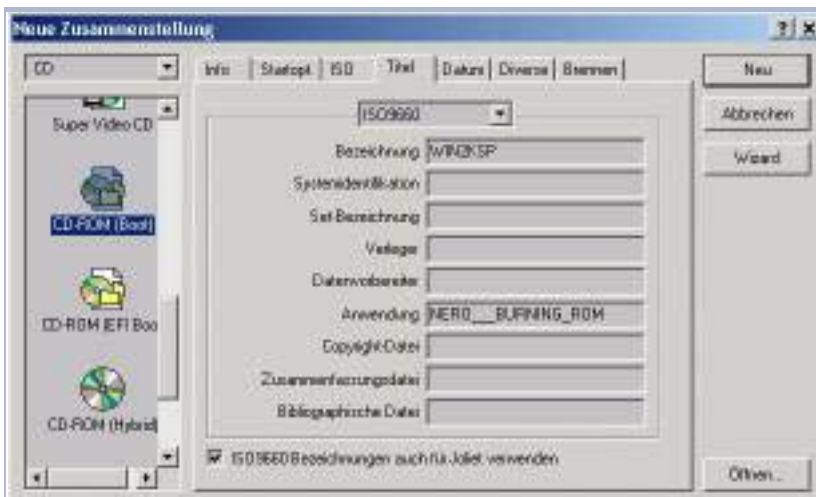 Neue Zusammenstellung
CD
Super Video CD
CD-ROM (Boot)
CD-ROM (EFI Boo
CD-ROM (Hybrid)
Info Startopt ISO Titel Datum Diverse Brennen
ISO9660
Bezeichnung WIN2KSP
Systemidentifikation
Set-Bezeichnung
Verleger
Datenvorbereiter
Anwendung NERO___BURNING_ROM
Copyright-Datei
Zusammenfassungsdatei
Bibliographische Datei
ISO9660 Bezeichnungen auch für Joliet verwenden
Neu
Abbrechen
Wizard
Öffnen...